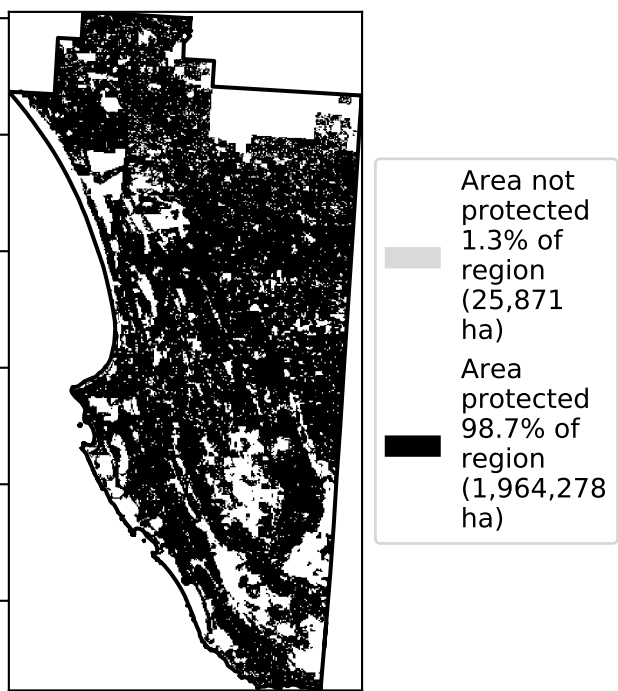 Area not
protected
1.3% of
region
(25,871
ha)
Area
protected
98.7% of
region
(1,964,278
ha)